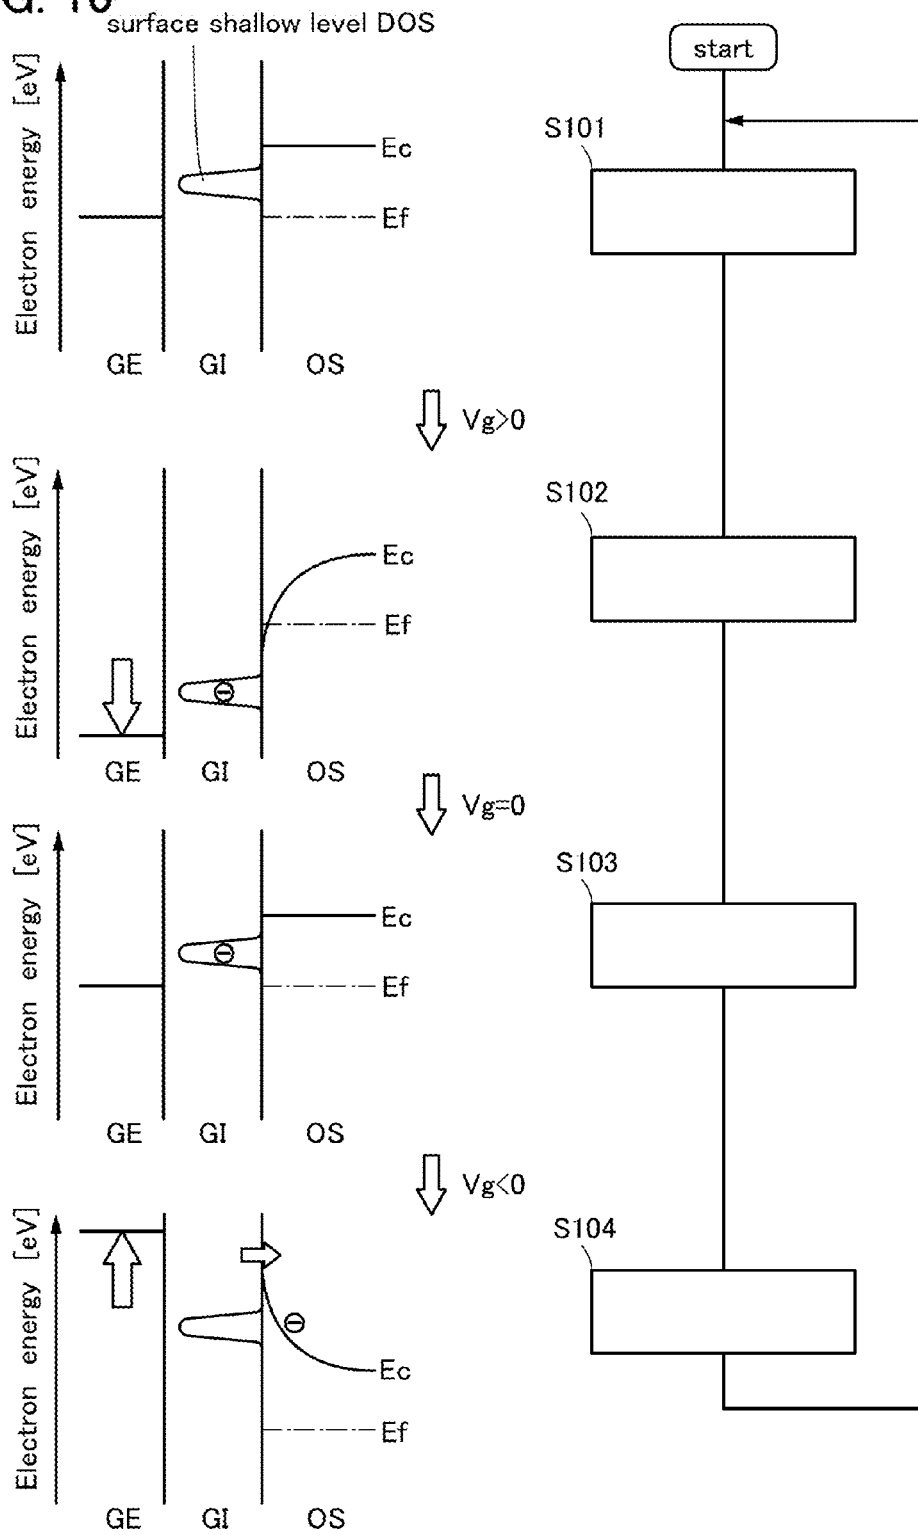 surface shallow level DOS
Electron energy [eV]
Ec
Ef
GE GI OS
Vg>0
Electron energy [eV]
Ec
Ef
GE GI OS
Vg=0
Electron energy [eV]
Ec
Ef
GE GI OS
Vg<0
Electron energy [eV]
Ec
Ef
GE GI OS
start
S101
S102
S103
S104